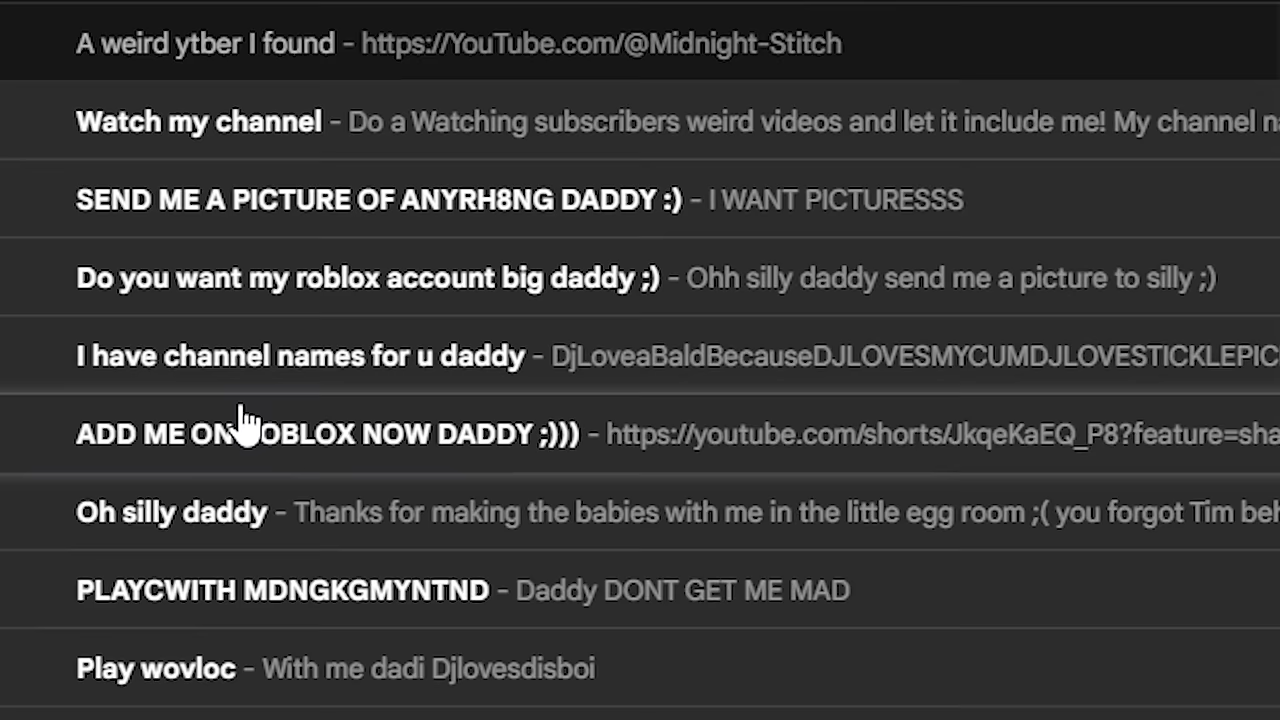 A weird ytber I found - https://YouTube.com/@Midnight-Stitch
Watch my channel - Do a Watching subscribers weird videos and let it include me! My channel
SEND ME A PICTURE OF ANYRH8NG DADDY :) - I WANT PICTURESSS
Do you want my roblox account big daddy ;) - Ohh silly daddy send me a picture to silly ;)
I have channel names for u daddy - DjLoveaBaldBecauseDJLOVESMYCUMDJLOVESTICKLEPIC
ADD ME ON ROBLOX NOW DADDY ;))) - https://youtube.com/shorts/JkqeKaEQ_P8?feature=sha
Oh silly daddy - Thanks for making the babies with me in the little egg room ;( you forgot Tim beh
PLAYCWITH MDNGKGMYNTND - Daddy DONT GET ME MAD
Play wovloc - With me dadi Djlovesdisboi